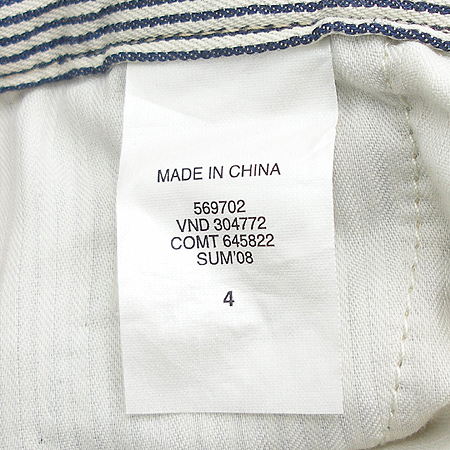 MADE IN CHINA
569702
VND 304772
COMT 645822
SUM'08
4